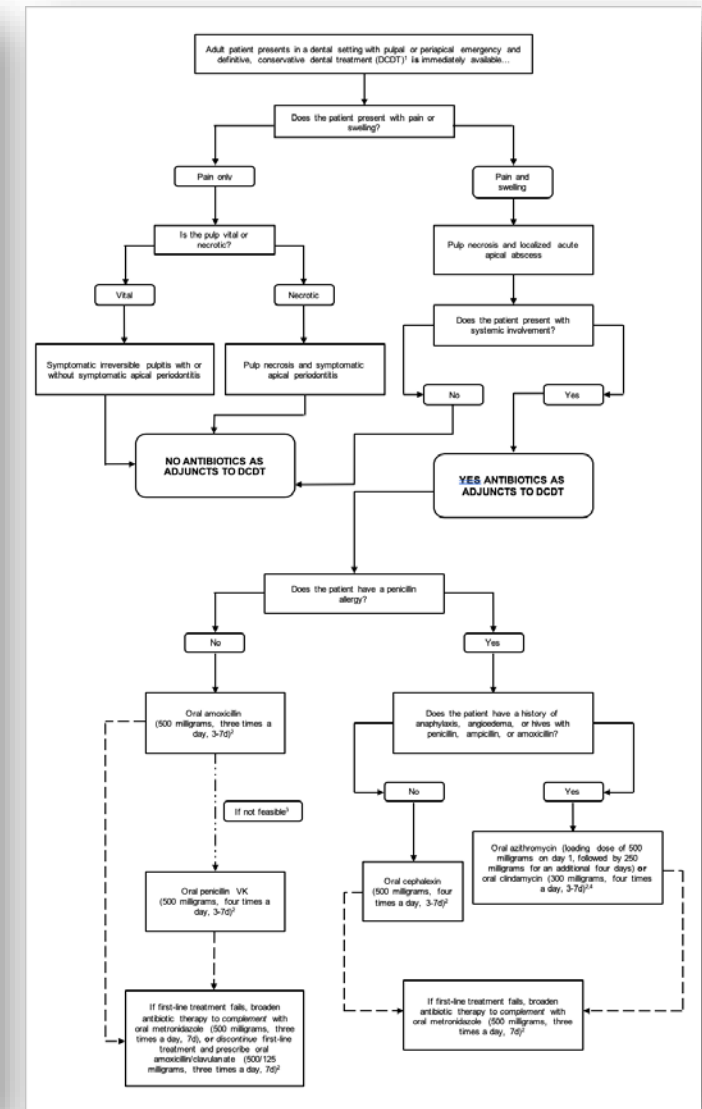 Adult patient presents in a dental setting with pulpal or periapical emergency and
definitive, conservative dental treatment (DCDT)¹ is immediately available...
Does the patient present with pain or
swelling?
Pain only
Pain and
swelling
Is the pulp vital or
necrotic?
Pulp necrosis and localized acute
apical abscess
Vital
Necrotic
Does the patient present with
systemic involvement?
Symptomatic irreversible pulpitis with or
without symptomatic apical periodontitis
Pulp necrosis and symptomatic
apical periodontitis
No
Yes
NO ANTIBIOTICS AS
ADJUNCTS TO DCDT
YES ANTIBIOTICS AS
ADJUNCTS TO DCDT
Does the patient have a penicillin
allergy?
No
Yes
Oral amoxicillin
(500 milligrams, three times a
day, 3-7d)²
Does the patient have a history of
anaphylaxis, angioedema, or hives with
penicillin, ampicillin, or amoxicillin?
If not feasible³
No
Yes
Oral penicillin VK
(500 milligrams, four times a
day, 3-7d)²
Oral cephalexin
(500 milligrams, four
times a day, 3-7d)²
Oral azithromycin (loading dose of 500
milligrams on day 1, followed by 250
milligrams for an additional four days) or
oral clindamycin (300 milligrams, four times
a day, 3-7d)²,⁴
If first-line treatment fails, broaden
antibiotic therapy to complement with
oral metronidazole (500 milligrams, three
times a day, 7d), or discontinue first-line
treatment and prescribe oral
amoxicillin/clavulanate (500/125
milligrams, three times a day, 7d)²
If first-line treatment fails, broaden
antibiotic therapy to complement with
oral metronidazole (500 milligrams, three
times a day, 7d)²